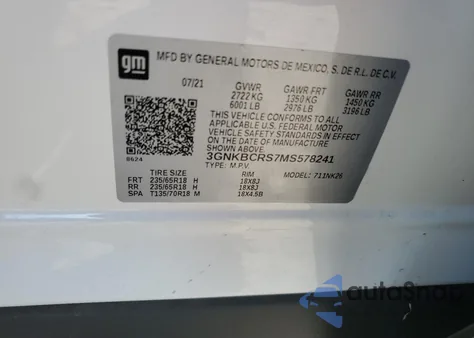 gm
MFD BY GENERAL MOTORS DE MEXICO, S. DE R.L. DE C.V.
07/21 GVWR GAWR FRT GAWR RR
2722 KG 1350 KG 1450 KG
6001 LB 2976 LB 3196 LB
THIS VEHICLE CONFORMS TO ALL
APPLICABLE U.S. FEDERAL MOTOR VEHICLE
SAFETY STANDARDS IN EFFECT ON THE
DATE OF MANUFACTURE SHOWN ABOVE.
3GNKBCRS7MS578241
8624 TYPE: M.P.V. MODEL: 711NK26
TIRE SIZE RIM
FRT 235/65R18 H 18X8J
RR 235/65R18 H 18X8J
SPA T135/70R18 M 18X4.5B
autoSnap